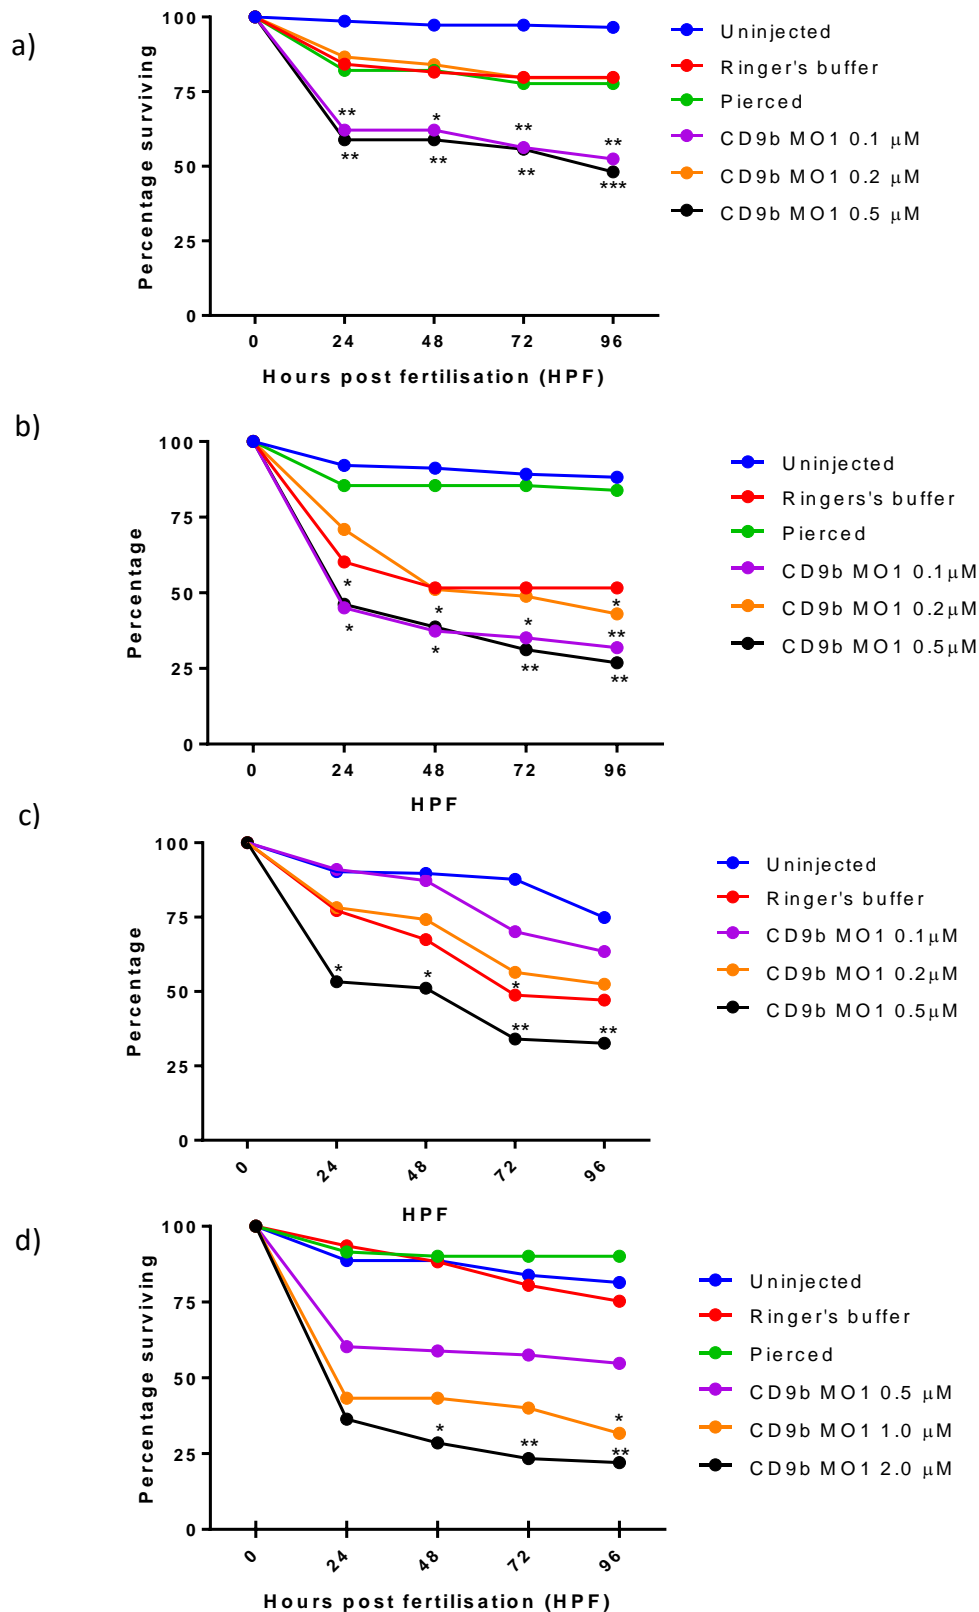 a)
Percentage surviving
100
75
50
25
0
** * ** **
** ** ** ***
0 24 48 72 96
Hours post fertilisation (HPF)
Uninjected
Ringer's buffer
Pierced
CD9b MO1 0.1 μM
CD9b MO1 0.2 μM
CD9b MO1 0.5 μM
b)
Percentage
100
75
50
25
0
* * * * **
* * ** **
0 24 48 72 96
HPF
Uninjected
Ringers's buffer
Pierced
CD9b MO1 0.1μM
CD9b MO1 0.2μM
CD9b MO1 0.5μM
c)
Percentage
100
75
50
25
0
* * *
** **
0 24 48 72 96
HPF
Uninjected
Ringer's buffer
CD9b MO1 0.1μM
CD9b MO1 0.2μM
CD9b MO1 0.5μM
d)
Percentage surviving
100
75
50
25
0
* ** * **
0 24 48 72 96
Hours post fertilisation (HPF)
Uninjected
Ringer's buffer
Pierced
CD9b MO1 0.5 μM
CD9b MO1 1.0 μM
CD9b MO1 2.0 μM